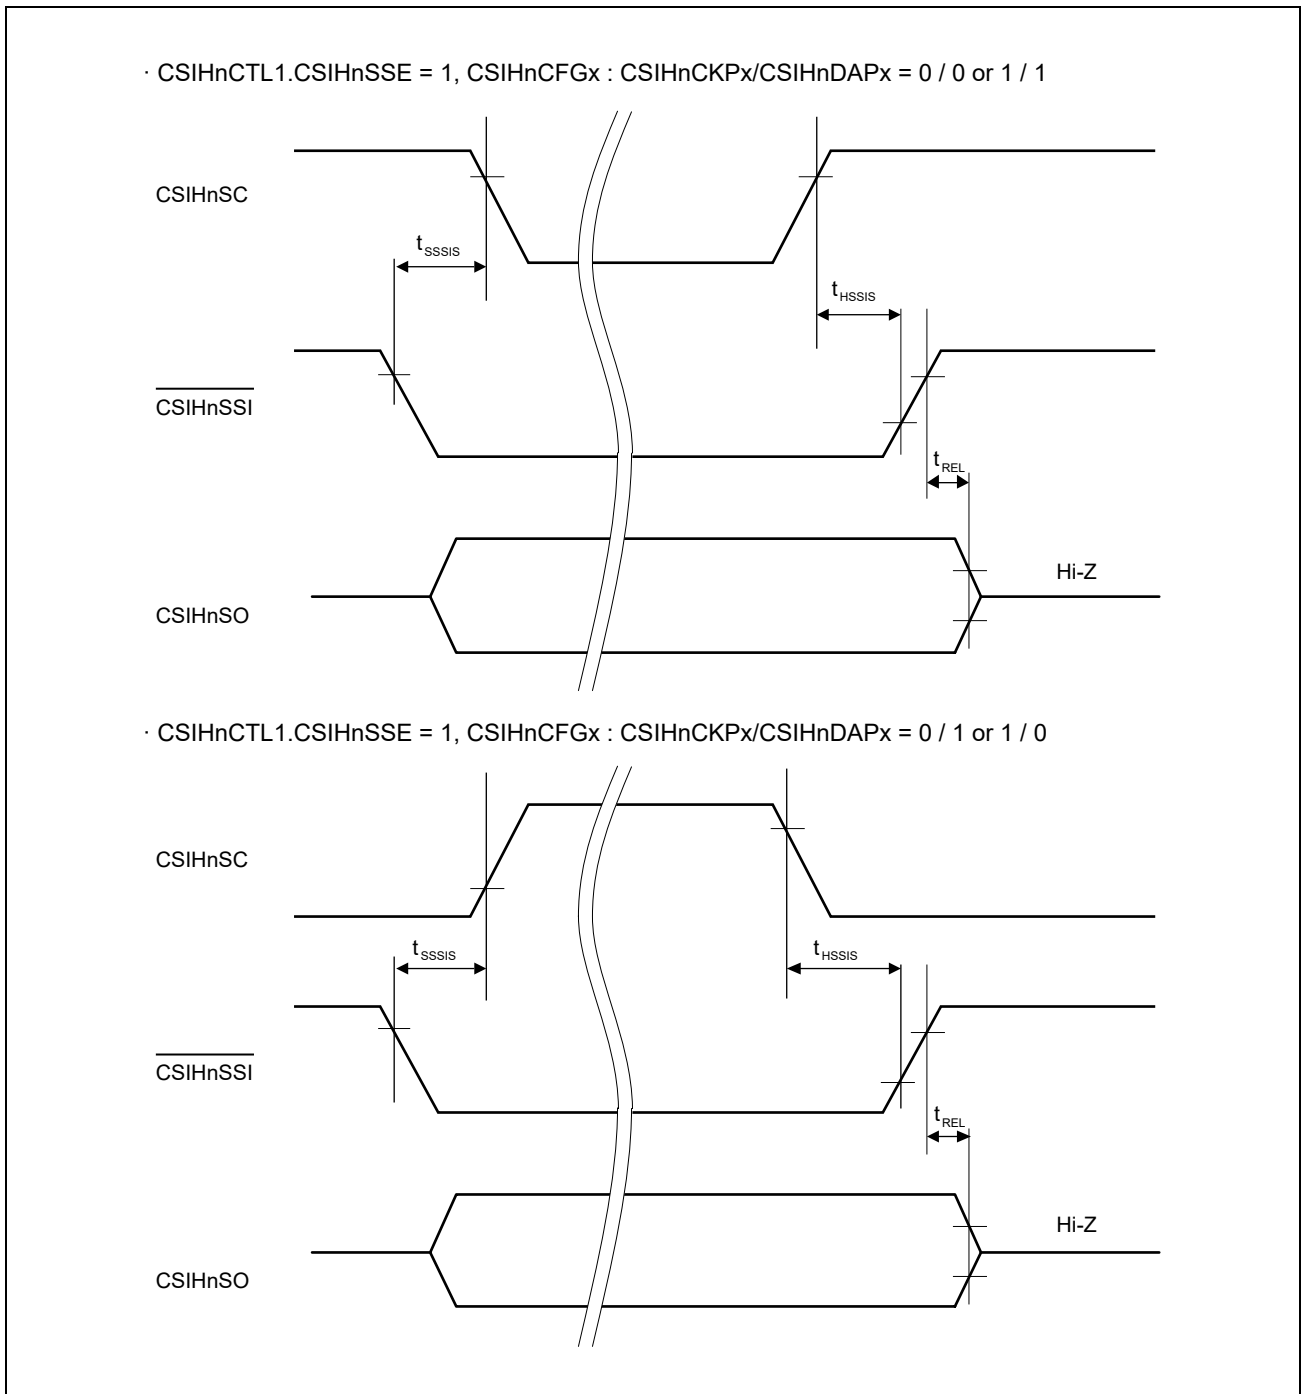 · CSIHnCTL1.CSIHnSSE = 1, CSIHnCFGx : CSIHnCKPx/CSIHnDAPx = 0 / 0 or 1 / 1
CSIHnSC
tSSSIS
tHSSIS
CSIHnSSI
tREL
Hi-Z
CSIHnSO
· CSIHnCTL1.CSIHnSSE = 1, CSIHnCFGx : CSIHnCKPx/CSIHnDAPx = 0 / 1 or 1 / 0
CSIHnSC
tSSSIS
tHSSIS
CSIHnSSI
tREL
Hi-Z
CSIHnSO